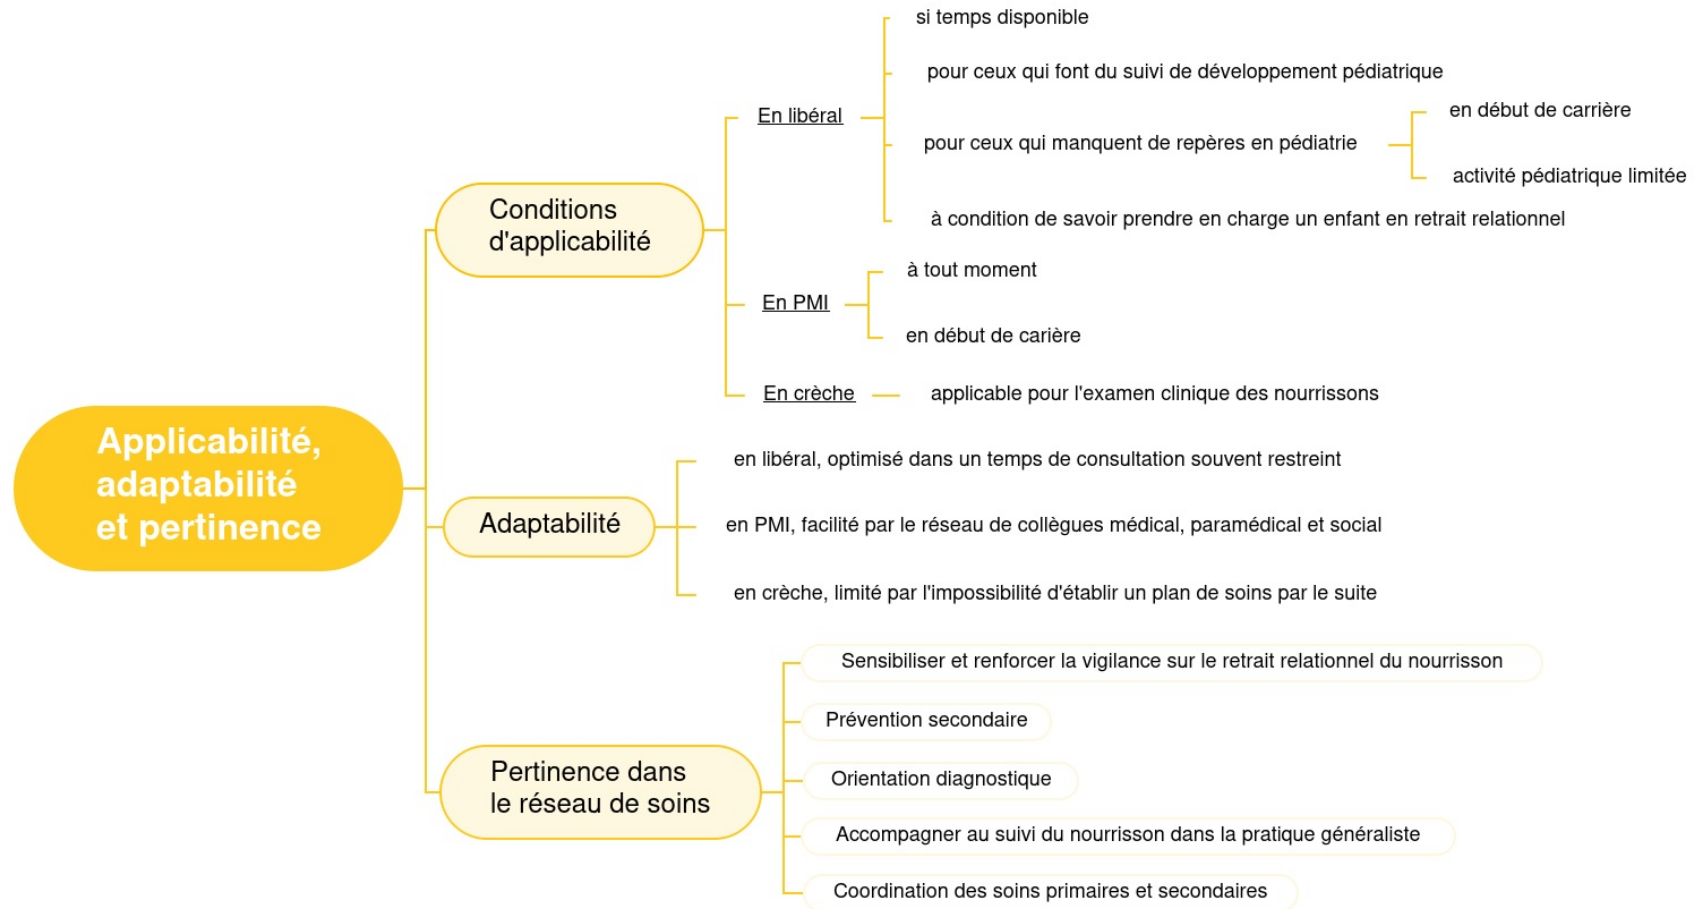 Applicabilité,
adaptabilité
et pertinence
Conditions
d'applicabilité
En libéral
si temps disponible
pour ceux qui font du suivi de développement pédiatrique
pour ceux qui manquent de repères en pédiatrie
en début de carrière
activité pédiatrique limitée
à condition de savoir prendre en charge un enfant en retrait relationnel
En PMI
à tout moment
en début de carière
En crèche
applicable pour l'examen clinique des nourrissons
Adaptabilité
en libéral, optimisé dans un temps de consultation souvent restreint
en PMI, facilité par le réseau de collègues médical, paramédical et social
en crèche, limité par l'impossibilité d'établir un plan de soins par le suite
Pertinence dans
le réseau de soins
Sensibiliser et renforcer la vigilance sur le retrait relationnel du nourrisson
Prévention secondaire
Orientation diagnostique
Accompagner au suivi du nourrisson dans la pratique généraliste
Coordination des soins primaires et secondaires